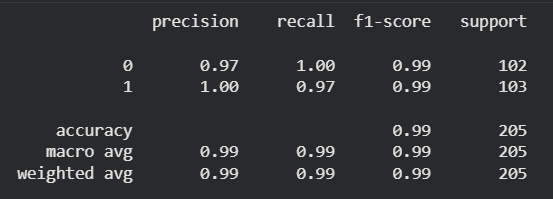 precision recall f1-score support
0 0.97 1.00 0.99 102
1 1.00 0.97 0.99 103
accuracy 0.99 205
macro avg 0.99 0.99 0.99 205
weighted avg 0.99 0.99 0.99 205